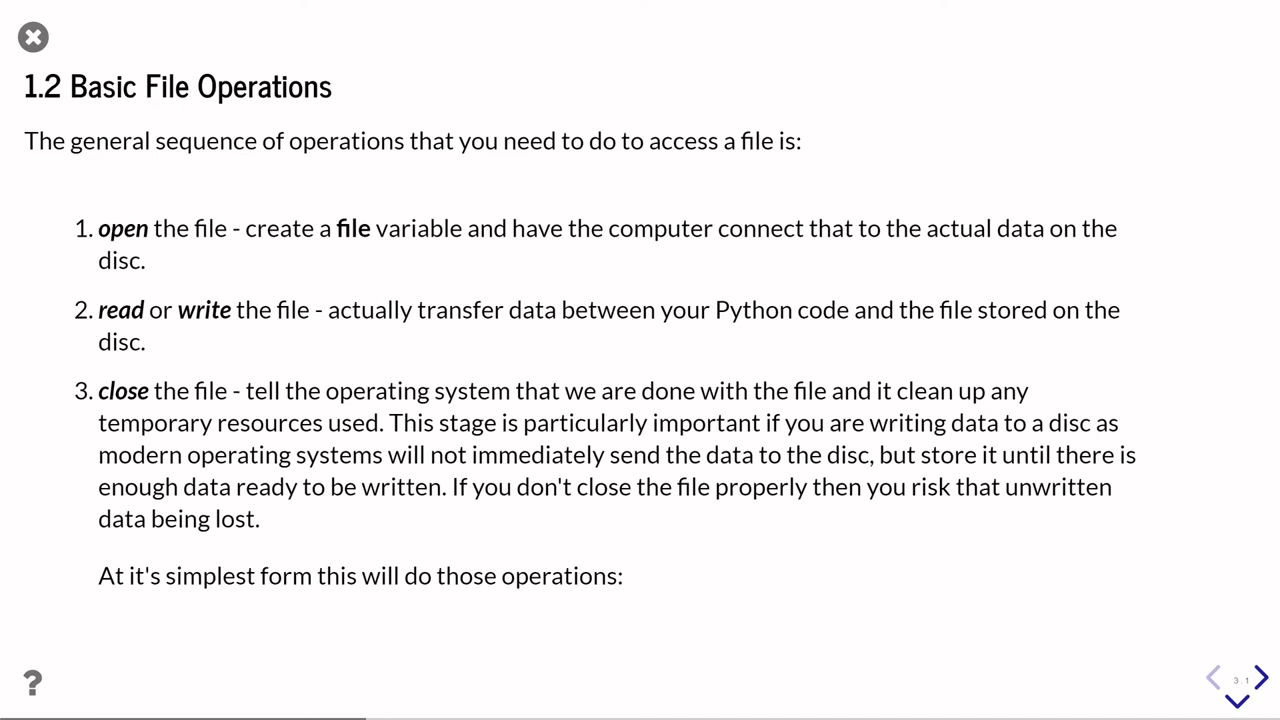 1.2 Basic File Operations
The general sequence of operations that you need to do to access a file is:
1. open the file - create a file variable and have the computer connect that to the actual data on the
disc.
2. read or write the file - actually transfer data between your Python code and the file stored on the
disc.
3. close the file - tell the operating system that we are done with the file and it clean up any
temporary resources used. This stage is particularly important if you are writing data to a disc as
modern operating systems will not immediately send the data to the disc, but store it until there is
enough data ready to be written. If you don't close the file properly then you risk that unwritten
data being lost.
At it's simplest form this will do those operations:
?
3.1